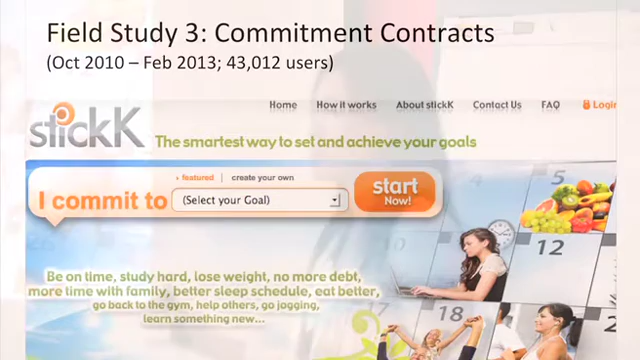 Field Study 3: Commitment Contracts
(Oct 2010 – Feb 2013; 43,012 users)
Home How it works About stickK Contact Us FAQ Login
stickK The smartest way to set and achieve your goals
featured create your own
I commit to (Select your Goal) start Now!
5
12
Be on time, study hard, lose weight, no more debt,
more time with family, better sleep schedule, eat better,
go back to the gym, help others, go jogging,
learn something new...
17 18